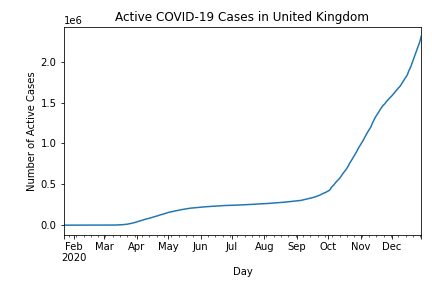 Active COVID-19 Cases in United Kingdom
1e6
2.0
1.5
1.0
0.5
0.0
Number of Active Cases
Feb Mar Apr May Jun Jul Aug Sep Oct Nov Dec
2020
Day